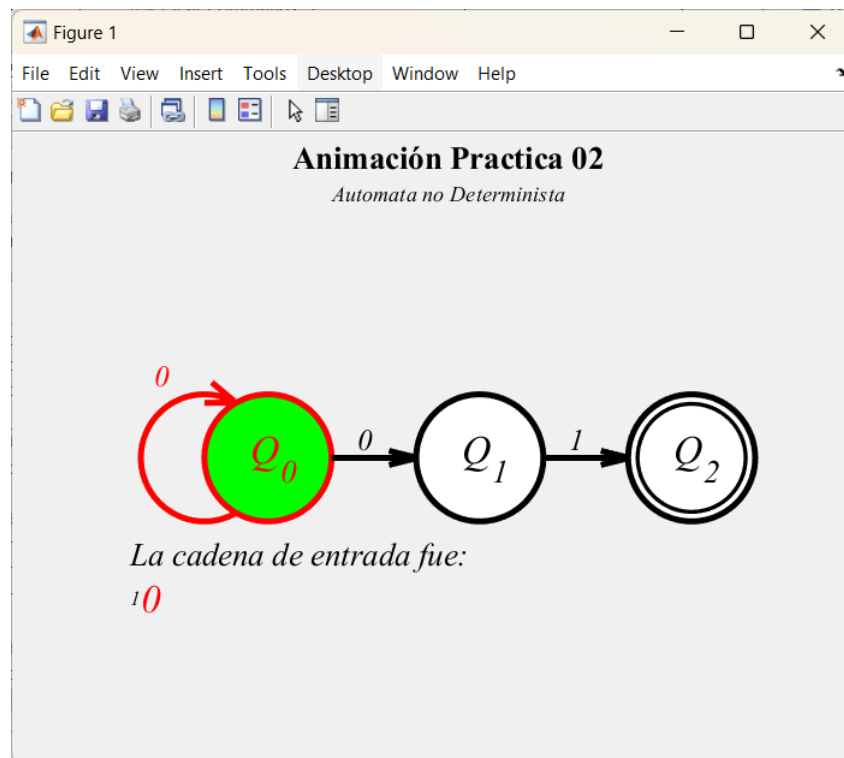 Figure 1
File Edit View Insert Tools Desktop Window Help
Animación Practica 02
Automata no Determinista
0
Q0 0 Q1 1 Q2
La cadena de entrada fue:
10